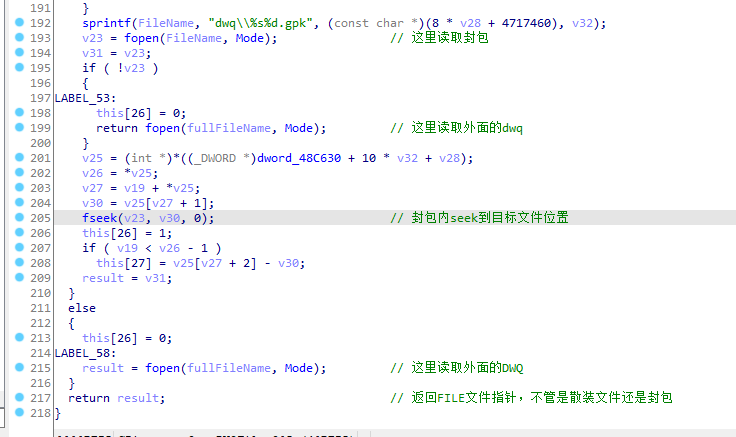 191 }
192 sprintf(FileName, "dwq\\%s%d.gpk", (const char *)(8 * v28 + 4717460), v32);
193 v23 = fopen(FileName, Mode); // 这里读取封包
194 v31 = v23;
195 if ( !v23 )
196 {
197 LABEL_53:
198 this[26] = 0;
199 return fopen(fullFileName, Mode); // 这里读取外面的dwq
200 }
201 v25 = (int *)*((_DWORD *)dword_48C630 + 10 * v32 + v28);
202 v26 = *v25;
203 v27 = v19 + *v25;
204 v30 = v25[v27 + 1];
205 fseek(v23, v30, 0); // 封包内seek到目标文件位置
206 this[26] = 1;
207 if ( v19 < v26 - 1 )
208 this[27] = v25[v27 + 2] - v30;
209 result = v31;
210 }
211 else
212 {
213 this[26] = 0;
214 LABEL_58:
215 result = fopen(fullFileName, Mode); // 这里读取外面的DWQ
216 }
217 return result; // 返回FILE文件指针，不管是散装文件还是封包
218 }